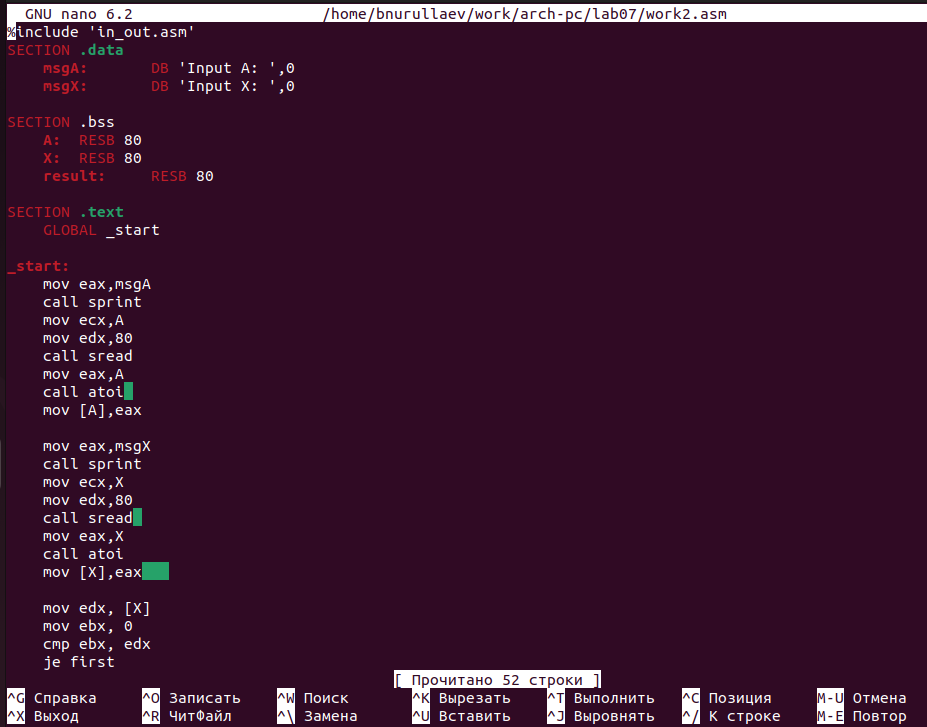 GNU nano 6.2 /home/bnurullaev/work/arch-pc/lab07/work2.asm
%include 'in_out.asm'
SECTION .data
msgA: DB 'Input A: ',0
msgX: DB 'Input X: ',0
SECTION .bss
A: RESB 80
X: RESB 80
result: RESB 80
SECTION .text
GLOBAL _start
_start:
mov eax,msgA
call sprint
mov ecx,A
mov edx,80
call sread
mov eax,A
call atoi
mov [A],eax
mov eax,msgX
call sprint
mov ecx,X
mov edx,80
call sread
mov eax,X
call atoi
mov [X],eax
mov edx, [X]
mov ebx, 0
cmp ebx, edx
je first
[ Прочитано 52 строки ]
^G Справка ^O Записать ^W Поиск ^K Вырезать ^T Выполнить ^C Позиция M-U Отмена
^X Выход ^R ЧитФайл ^\ Замена ^U Вставить ^J Выровнять ^/ К строке M-E Повтор